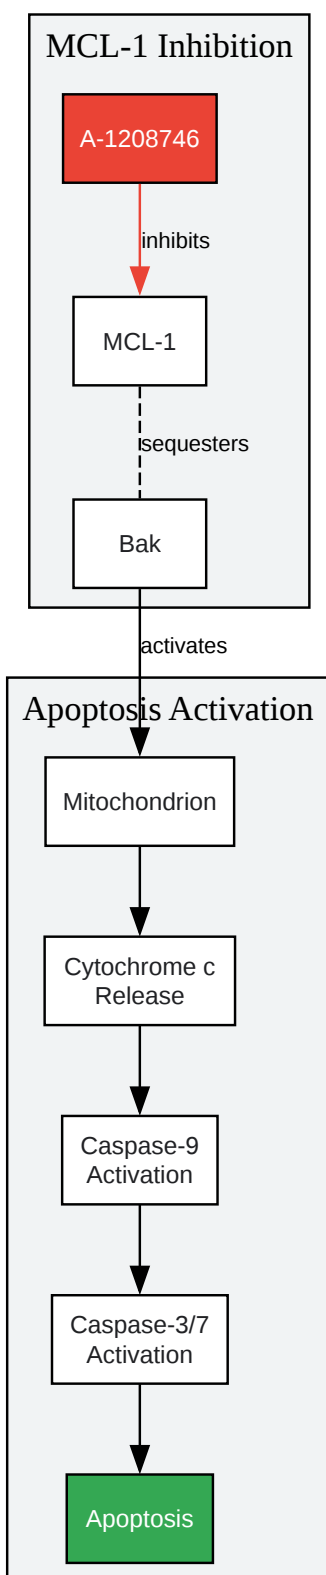 MCL-1 Inhibition
A-1208746
inhibits
MCL-1
sequesters
Bak
activates
Apoptosis Activation
Mitochondrion
Cytochrome c
Release
Caspase-9
Activation
Caspase-3/7
Activation
Apoptosis